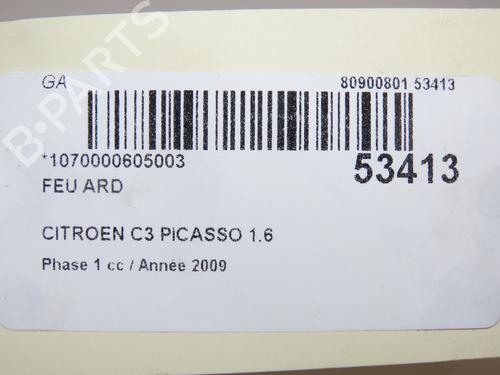 B-PARTS
GA 80900801 53413
*1070000605003 53413
FEU ARD
CITROEN C3 PICASSO 1.6
Phase 1 cc / Année 2009